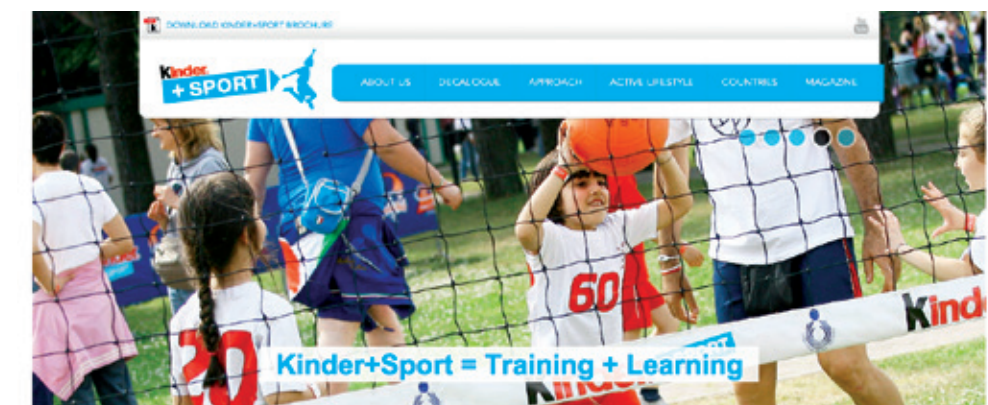 DOWNLOAD KINDER+SPORT BROCHURE
Kinder
+ SPORT
ABOUT US DECALOGUE APPROACH ACTIVE LIFESTYLE COUNTRIES MAGAZINE
60
20
Kinder+Sport = Training + Learning